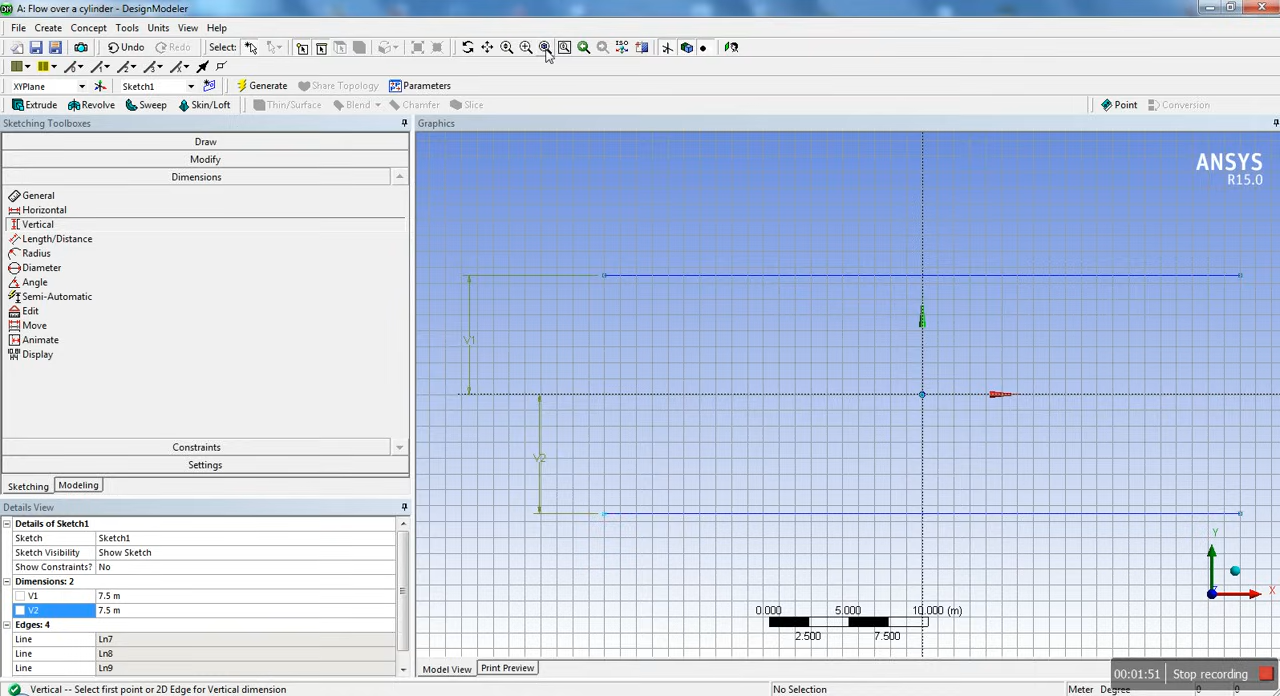 A: Flow over a cylinder - DesignModeler
File Create Concept Tools Units View Help
Undo Redo Select:
XYPlane Sketch1 Generate Share Topology Parameters
Extrude Revolve Sweep Skin/Loft Thin/Surface Blend Chamfer Slice Point Conversion
Sketching Toolboxes
Draw
Modify
Dimensions
General
Horizontal
Vertical
Length/Distance
Radius
Diameter
Angle
Semi-Automatic
Edit
Move
Animate
Display
Constraints
Settings
Sketching Modeling
Details View
Details of Sketch1
Sketch Sketch1
Sketch Visibility Show Sketch
Show Constraints? No
Dimensions: 2
V1 7.5 m
V2 7.5 m
Edges: 4
Line Ln7
Line Ln8
Line Ln9
Graphics
ANSYS
R15.0
V1
V2
Y
X
0.000 5.000 10.000 (m)
2.500 7.500
Model View Print Preview
00:01:51 Stop recording
Vertical -- Select first point or 2D Edge for Vertical dimension No Selection Meter Degree 0 0